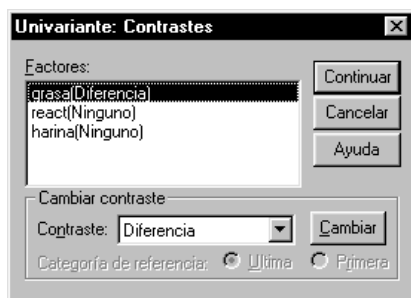 Univariante: Contrastes
Factores:
grasa(Diferencia)
react(Ninguno)
harina(Ninguno)
Continuar
Cancelar
Ayuda
Cambiar contraste
Contraste: Diferencia Cambiar
Categoría de referencia: Ultima Primera